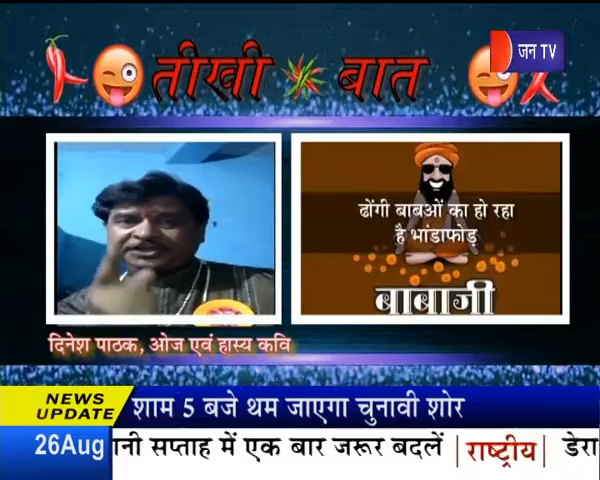 तीखी बात
जन TV
ढोंगी बाबओं का हो रहा
है भांडाफोड़
बाबाजी
दिनेश पाठक, ओज एवं हास्य कवि
NEWS UPDATE
शाम 5 बजे थम जाएगा चुनावी शोर
26Aug
ानी सप्ताह में एक बार जरूर बदलें |राष्ट्रीय| डेरा